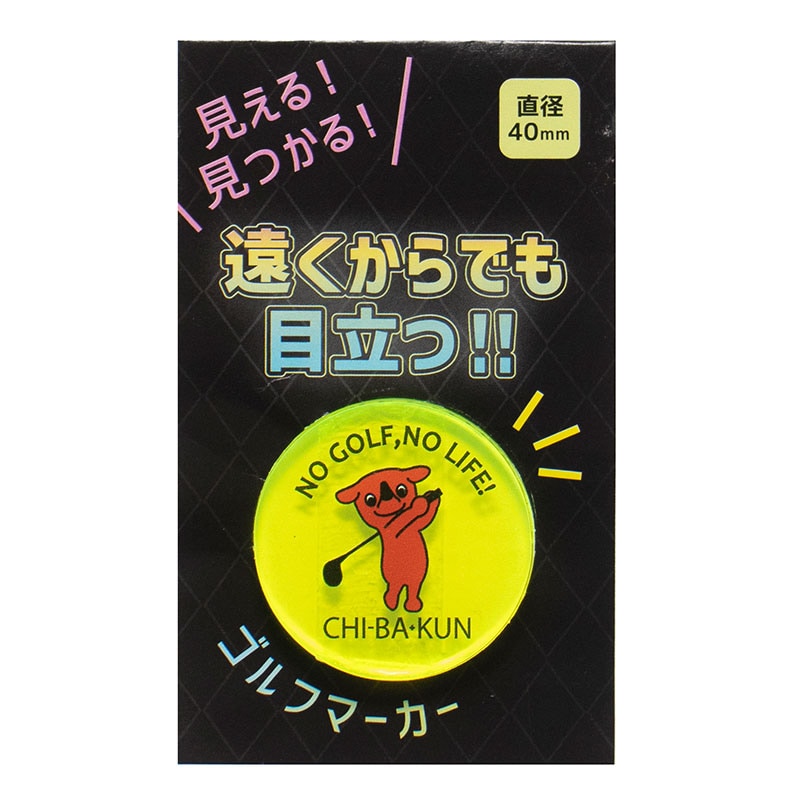 見える!
見つかる!
直径
40mm
遠くからでも
目立つ!!
NO GOLF,NO LIFE!
CHI-BA+KUN
ゴルフマーカー